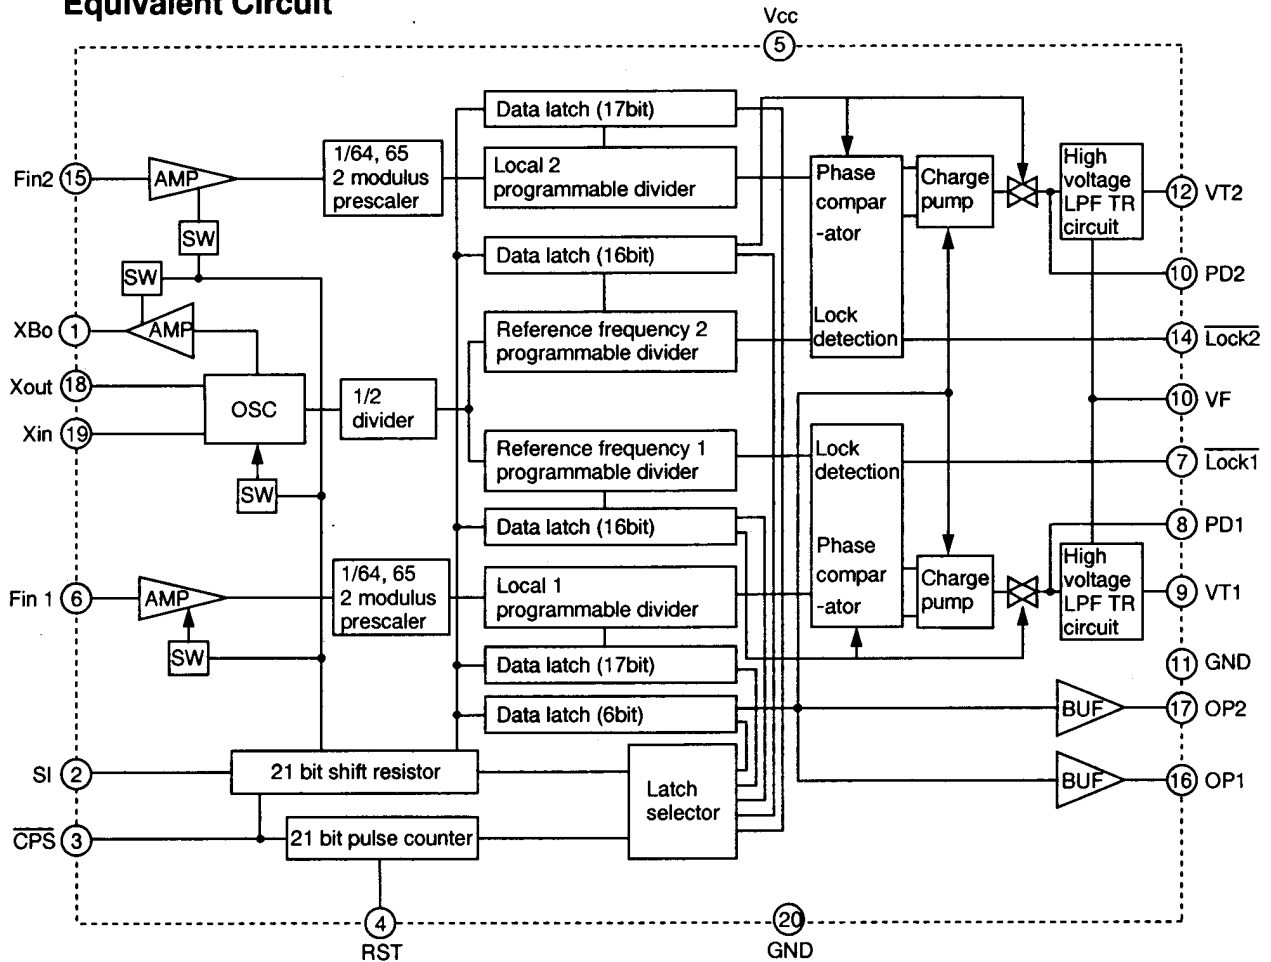 Equivalent Circuit
Vcc
5
Data latch (17bit)
1/64, 65
2 modulus
prescaler
Local 2
programmable divider
Phase
compar
-ator
Lock
detection
Charge
pump
High
voltage
LPF TR
circuit
Fin2 15
AMP
12 VT2
SW
SW
Data latch (16bit)
10 PD2
XBo 1
AMP
Reference frequency 2
programmable divider
14 Lock2
Xout 18
OSC
1/2
divider
10 VF
Xin 19
Reference frequency 1
programmable divider
Lock
detection
Phase
compar
-ator
7 Lock1
SW
Data latch (16bit)
8 PD1
Fin 1 6
AMP
1/64, 65
2 modulus
prescaler
Local 1
programmable divider
Charge
pump
High
voltage
LPF TR
circuit
9 VT1
SW
Data latch (17bit)
11 GND
Data latch (6bit)
BUF
17 OP2
SI 2
21 bit shift resistor
Latch
selector
BUF
16 OP1
CPS 3
21 bit pulse counter
4
RST
20
GND